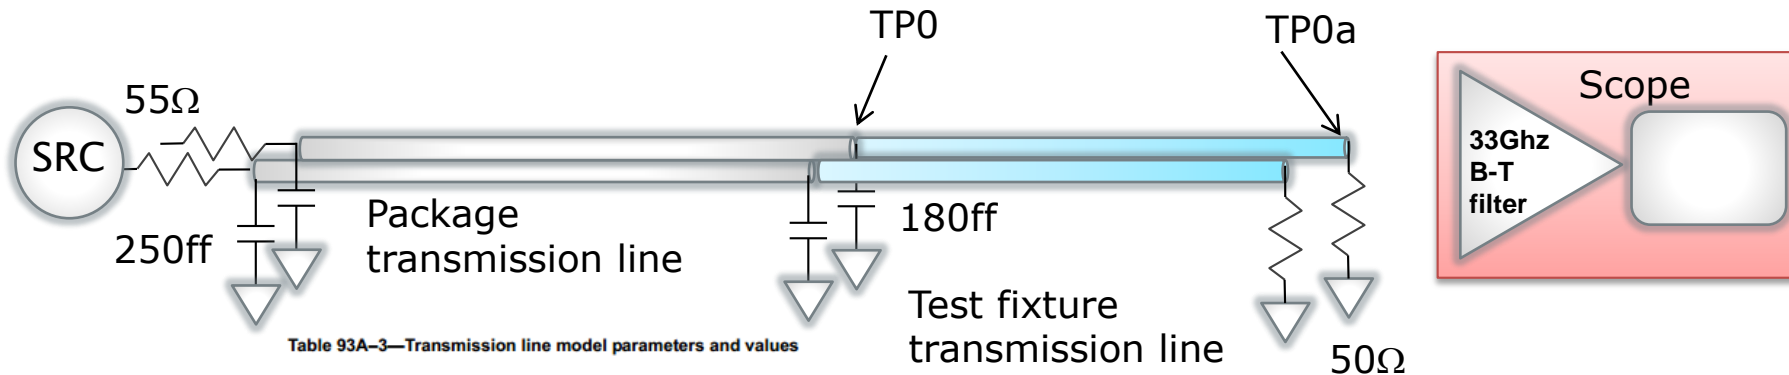 TP0
TP0a
55Ω
SRC
Scope
33Ghz
B-T
filter
250ff
Package
transmission line
180ff
Test fixture
transmission line
50Ω
Table 93A–3—Transmission line model parameters and values